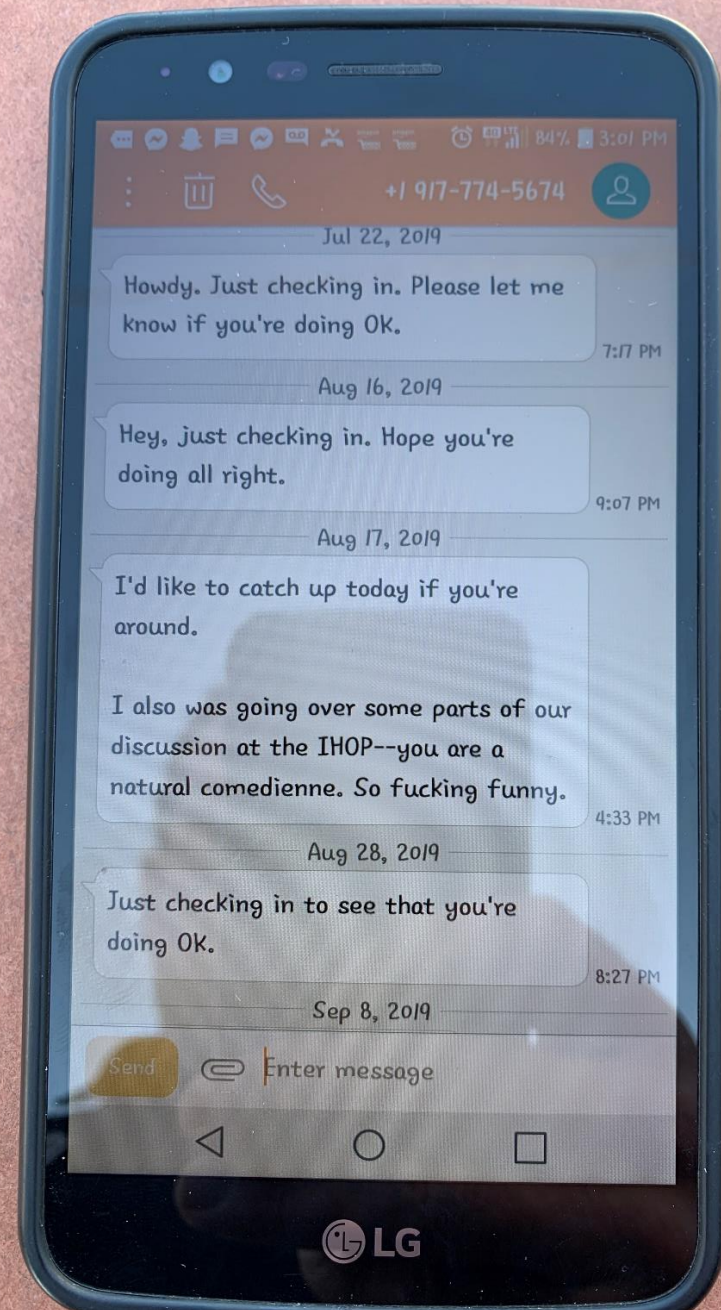 84% 3:01 PM
+1 917-774-5674
Jul 22, 2019
Howdy. Just checking in. Please let me
know if you're doing OK.
7:17 PM
Aug 16, 2019
Hey, just checking in. Hope you're
doing all right.
9:07 PM
Aug 17, 2019
I'd like to catch up today if you're
around.
I also was going over some parts of our
discussion at the IHOP--you are a
natural comedienne. So fucking funny.
4:33 PM
Aug 28, 2019
Just checking in to see that you're
doing OK.
8:27 PM
Sep 8, 2019
Send Enter message
LG